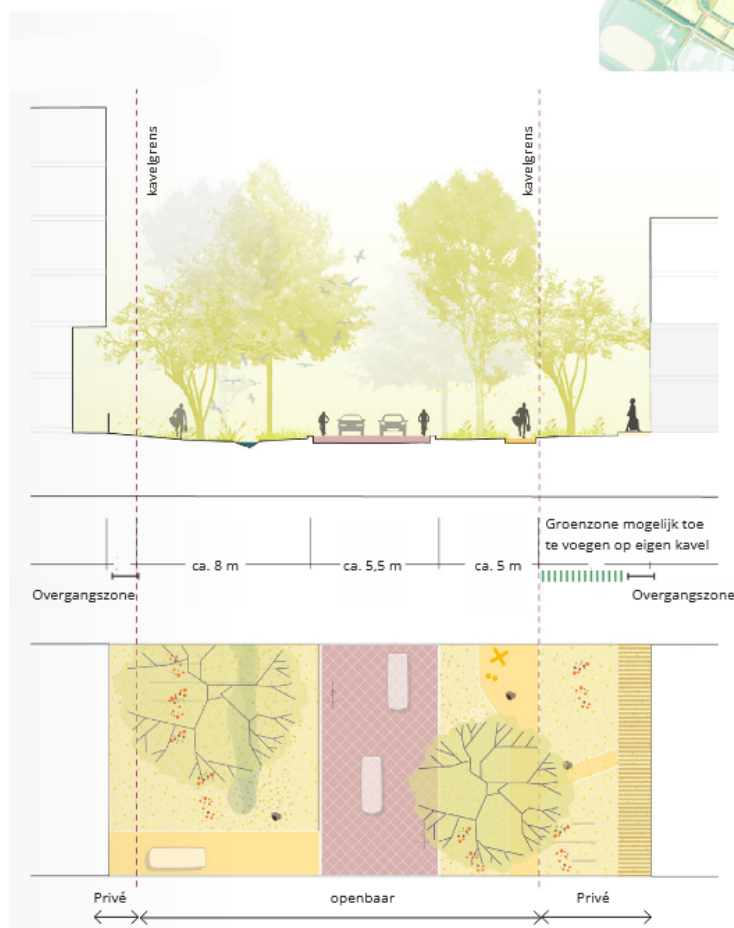 kavelgrens
kavelgrens
Groenzone mogelijk toe
te voegen op eigen kavel
ca. 8 m
ca. 5,5 m
ca. 5 m
Overgangszone
Overgangszone
Privé
openbaar
Privé